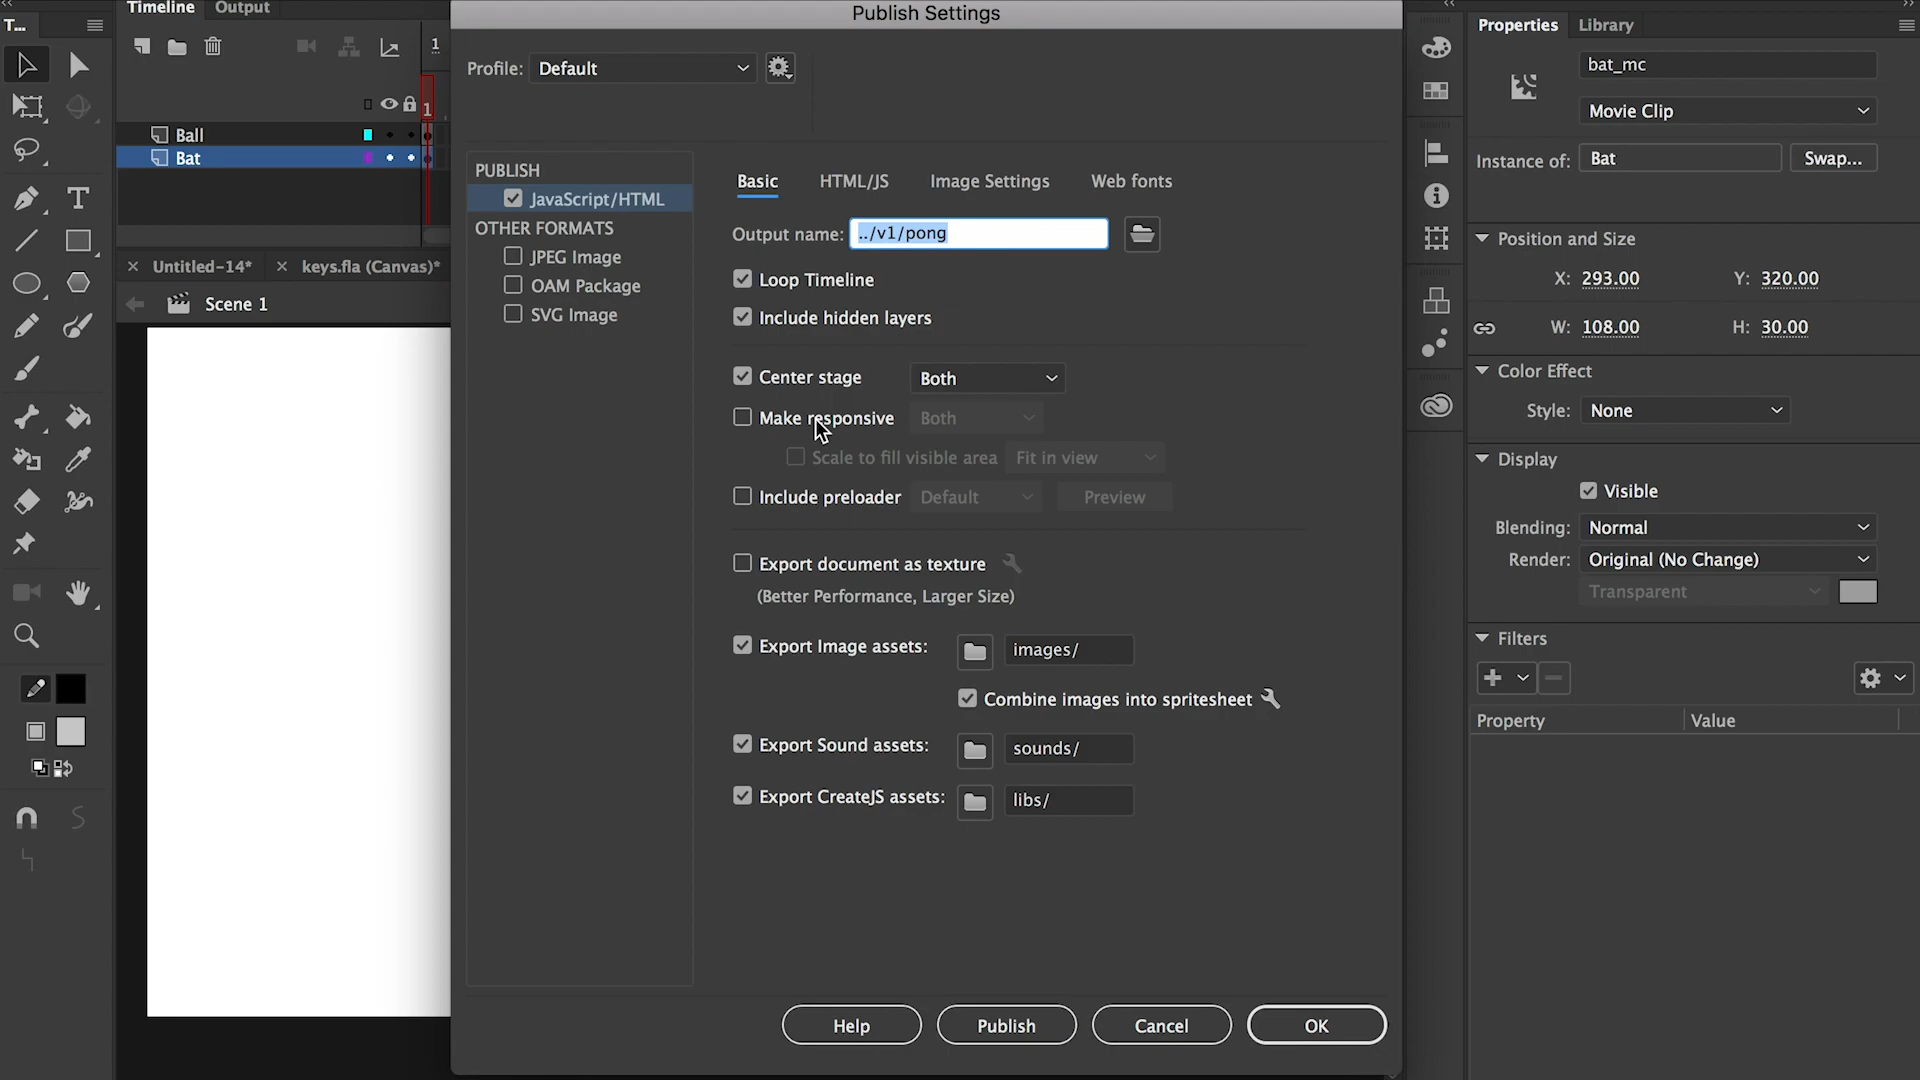 Timeline
Output
T...
1
1
Ball
Bat
Untitled-14*
keys.fla (Canvas)*
Scene 1
Publish Settings
Profile:
Default
PUBLISH
JavaScript/HTML
OTHER FORMATS
JPEG Image
OAM Package
SVG Image
Basic
HTML/JS
Image Settings
Web fonts
Output name:
../v1/pong
Loop Timeline
Include hidden layers
Center stage
Both
Make responsive
Both
Scale to fill visible area
Fit in view
Include preloader
Default
Preview
Export document as texture
(Better Performance, Larger Size)
Export Image assets:
images/
Combine images into spritesheet
Export Sound assets:
sounds/
Export CreateJS assets:
libs/
Help
Publish
Cancel
OK
Properties
Library
bat_mc
Movie Clip
Instance of:
Bat
Swap...
Position and Size
X: 293.00
Y: 320.00
W: 108.00
H: 30.00
Color Effect
Style:
None
Display
Visible
Blending:
Normal
Render:
Original (No Change)
Transparent
Filters
Property
Value